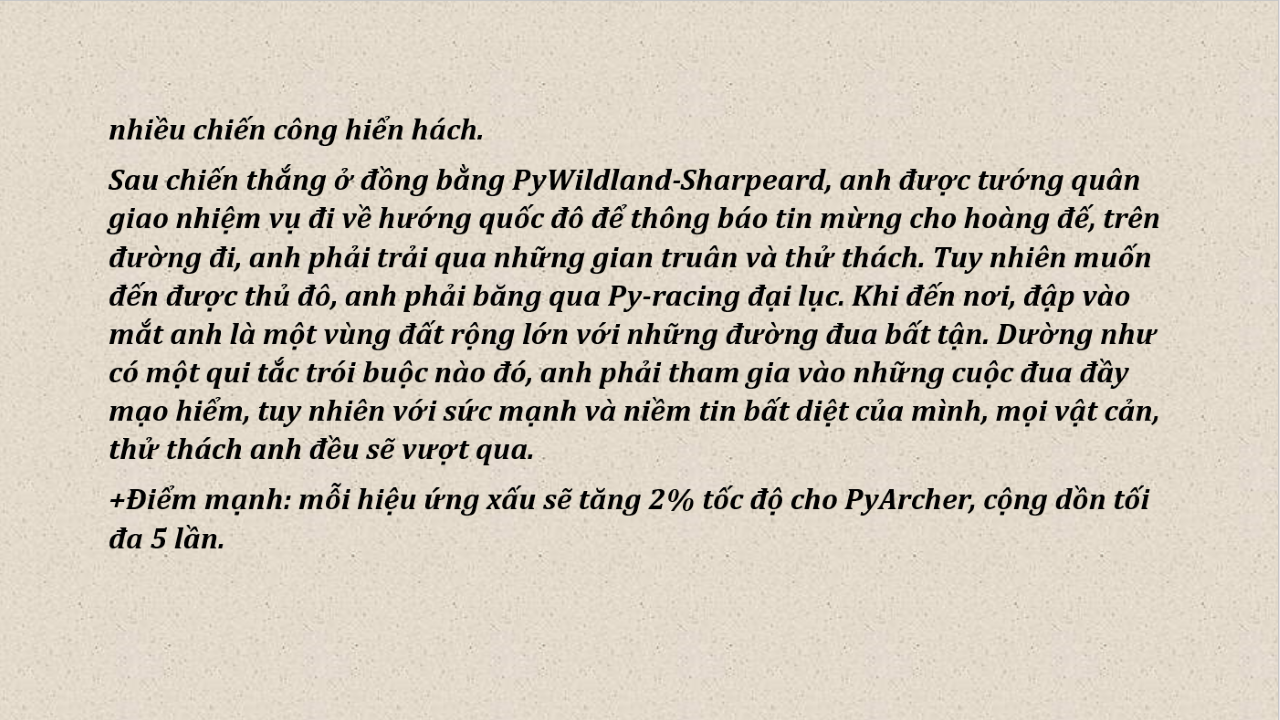 nhiều chiến công hiển hách.
Sau chiến thắng ở đồng bằng PyWildland-Sharpeard, anh được tướng quân
giao nhiệm vụ đi về hướng quốc đô để thông báo tin mừng cho hoàng đế, trên
đường đi, anh phải trải qua những gian truân và thử thách. Tuy nhiên muốn
đến được thủ đô, anh phải băng qua Py-racing đại lục. Khi đến nơi, đập vào
mắt anh là một vùng đất rộng lớn với những đường đua bất tận. Dường như
có một qui tắc trói buộc nào đó, anh phải tham gia vào những cuộc đua đầy
mạo hiểm, tuy nhiên với sức mạnh và niềm tin bất diệt của mình, mọi vật cản,
thử thách anh đều sẽ vượt qua.
+Điểm mạnh: mỗi hiệu ứng xấu sẽ tăng 2% tốc độ cho PyArcher, cộng dồn tối
đa 5 lần.